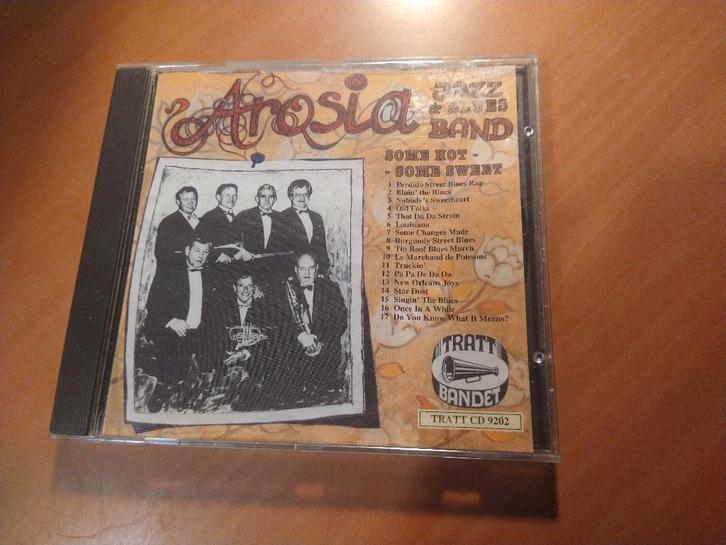 Arosia
JAZZ
& BLUES
BAND
SOME HOT -
- SOME SWEET
1 Perdido Street Blues Rap
2 Bluin' the Blues
3 Nobody's Sweetheart
4 Old Folks
5 That Da Da Strain
6 Louisiana
7 Some Changes Made
8 Burgundy Street Blues
9 Tin Roof Blues March
10 Le Marchand de Poissons
11 Truckin'
12 Pa Pa De Da Da
13 New Orleans Joys
14 Star Dust
15 Singin' The Blues
16 Once In A While
17 Do You Know What It Means?
TRATT
BANDET
TRATT CD 9202